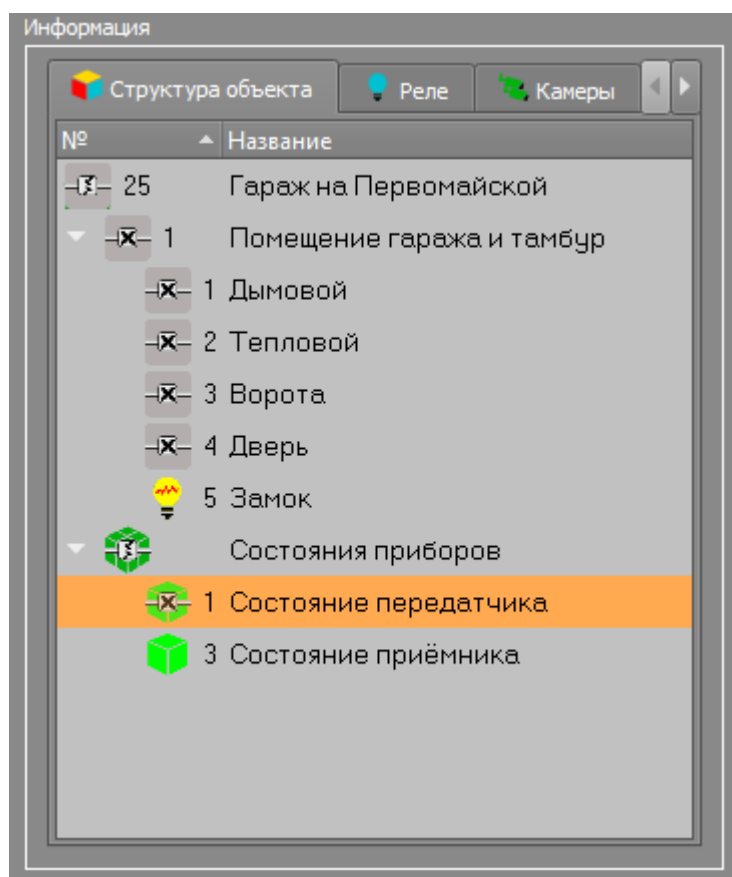 Информация
Структура объекта Реле Камеры
№ Название
25 Гараж на Первомайской
1 Помещение гаража и тамбур
1 Дымовой
2 Тепловой
3 Ворота
4 Дверь
5 Замок
Состояния приборов
1 Состояние передатчика
3 Состояние приёмника